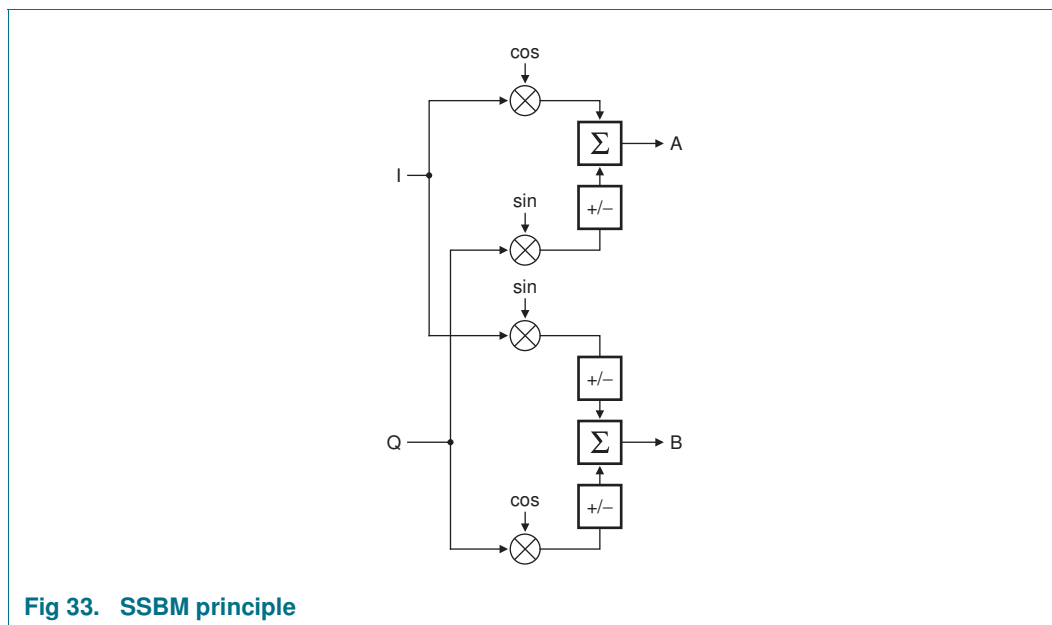 cos
Σ
A
I
+/−
sin
sin
+/−
Q
Σ
B
cos
+/−
Fig 33. SSBM principle